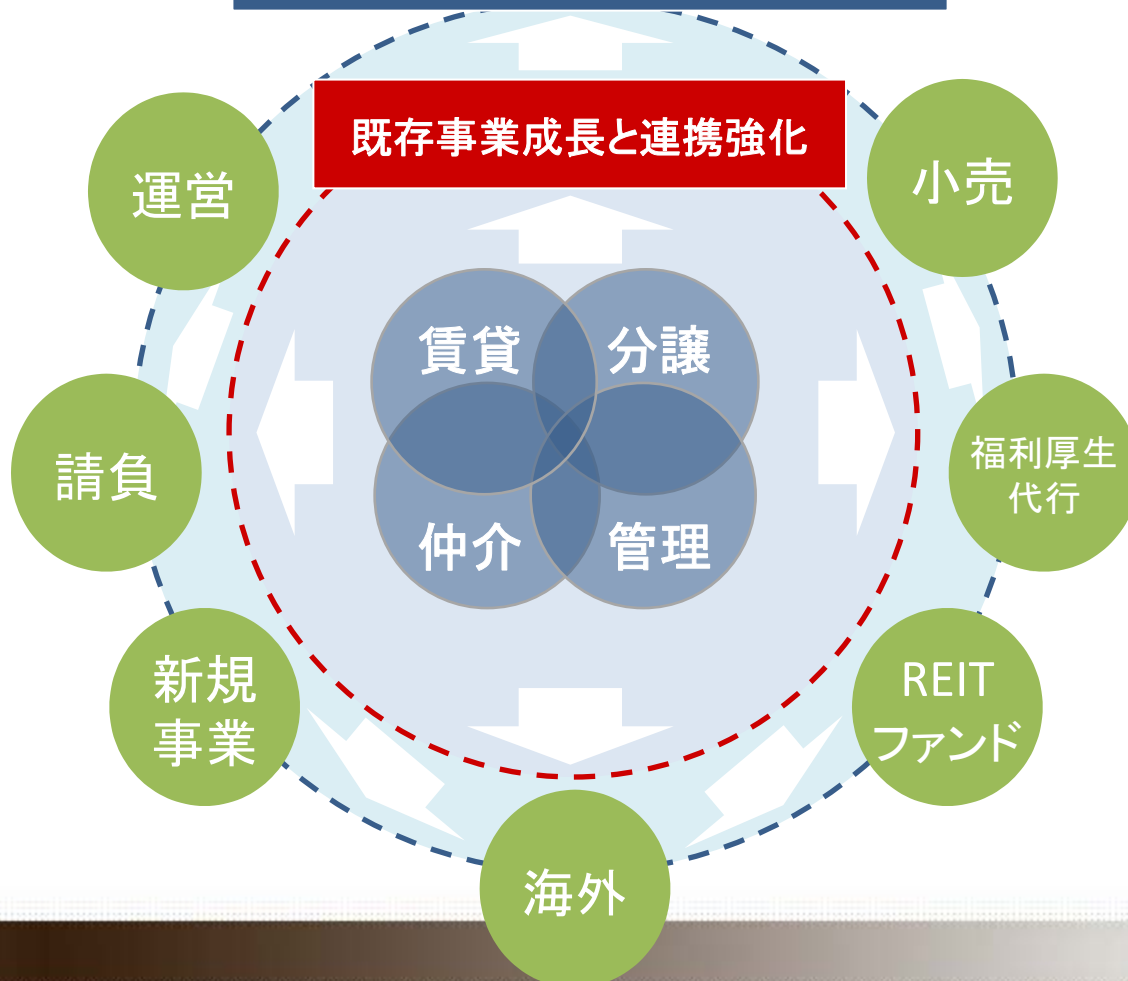 既存事業成長と連携強化
運営
小売
賃貸
分譲
請負
福利厚生
代行
仲介
管理
新規
事業
REIT
ファンド
海外